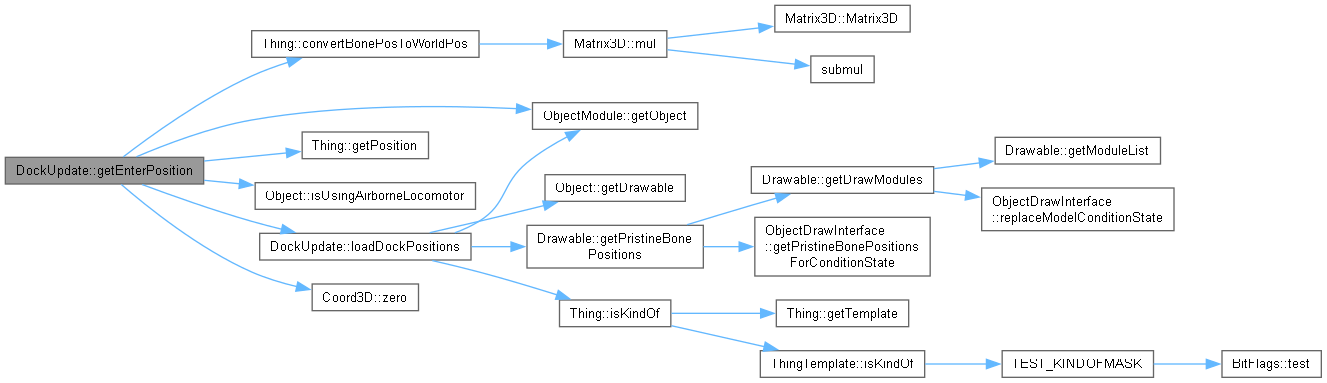 DockUpdate::getEnterPosition
Thing::convertBonePosToWorldPos
Matrix3D::mul
Matrix3D::Matrix3D
submul
ObjectModule::getObject
Thing::getPosition
Object::isUsingAirborneLocomotor
DockUpdate::loadDockPositions
Coord3D::zero
Object::getDrawable
Drawable::getPristineBone
Positions
Thing::isKindOf
Drawable::getDrawModules
ObjectDrawInterface
::getPristineBonePositions
ForConditionState
Drawable::getModuleList
ObjectDrawInterface
::replaceModelConditionState
Thing::getTemplate
ThingTemplate::isKindOf
TEST_KINDOFMASK
BitFlags::test